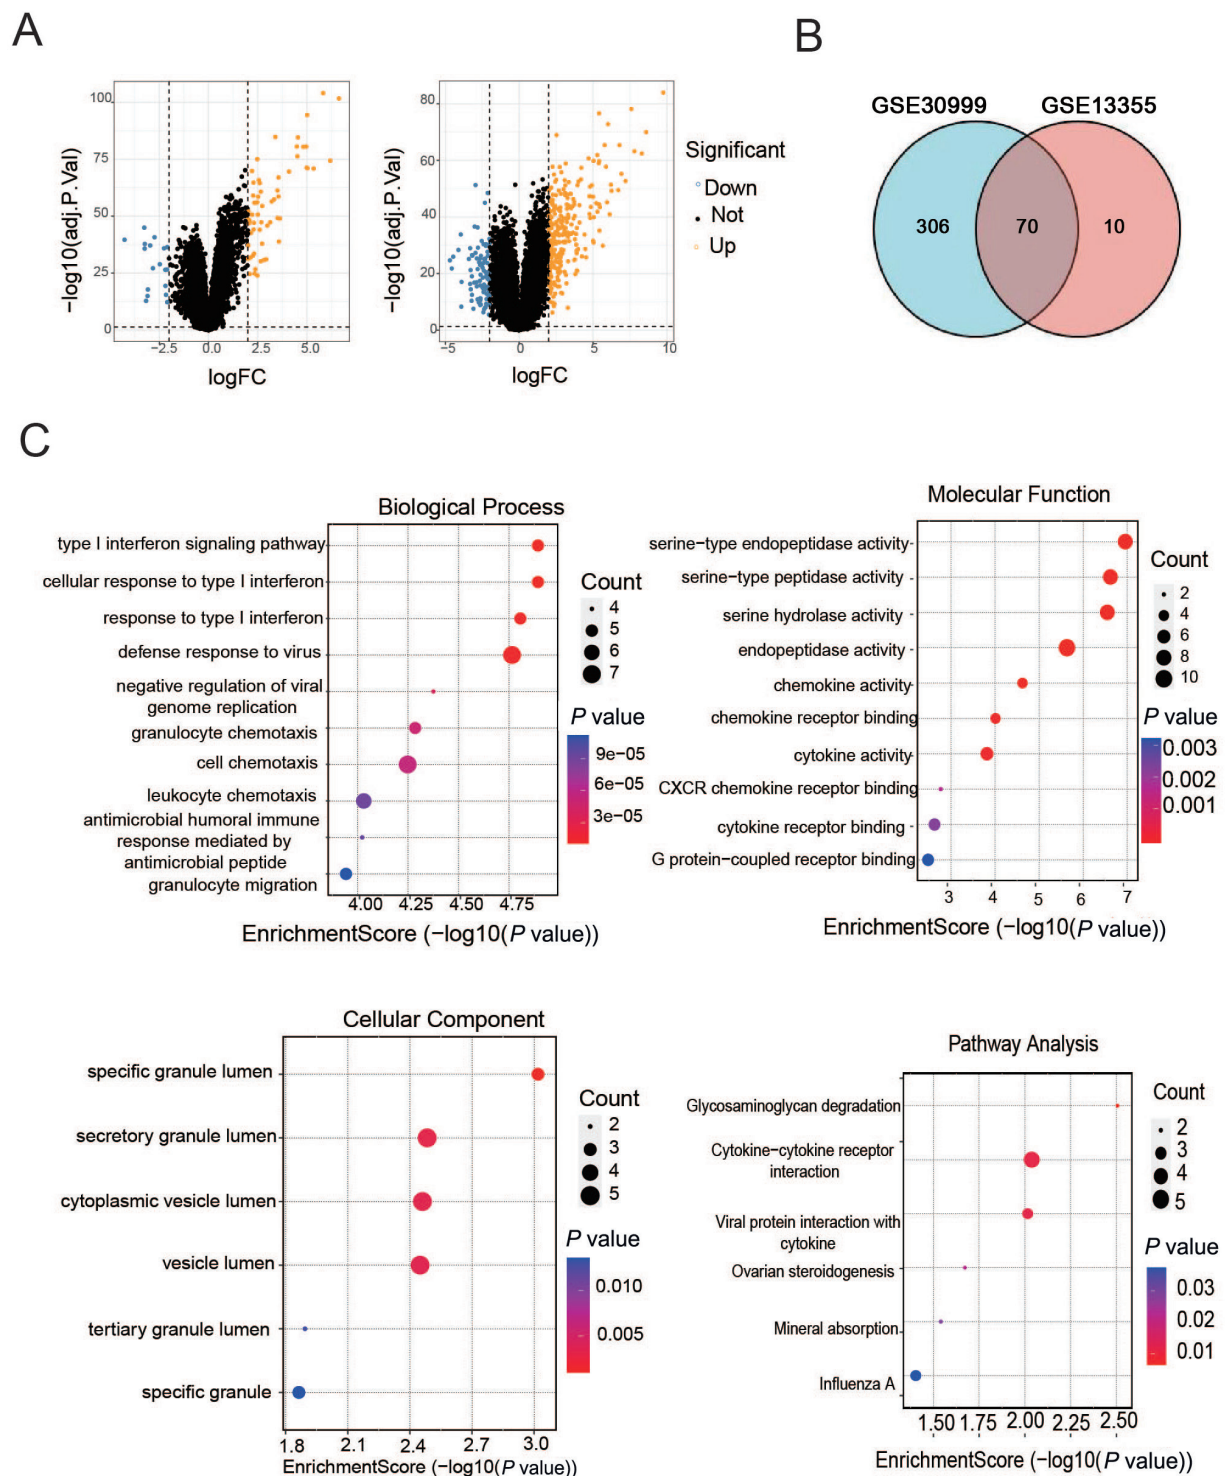 A
B
100
75
50
25
0
−2.5
0.0
2.5
5.0
−log10(adj.P.Val)
logFC
80
60
40
20
0
−5
0
5
10
−log10(adj.P.Val)
logFC
Significant
Down
Not
Up
GSE30999
GSE13355
306
70
10
C
Biological Process
type I interferon signaling pathway
cellular response to type I interferon
response to type I interferon
defense response to virus
negative regulation of viral
genome replication
granulocyte chemotaxis
cell chemotaxis
leukocyte chemotaxis
antimicrobial humoral immune
response mediated by
antimicrobial peptide
granulocyte migration
4.00
4.25
4.50
4.75
EnrichmentScore (−log10(P value))
Count
4
5
6
7
P value
9e−05
6e−05
3e−05
Molecular Function
serine-type endopeptidase activity
serine-type peptidase activity
serine hydrolase activity
endopeptidase activity
chemokine activity
chemokine receptor binding
cytokine activity
CXCR chemokine receptor binding
cytokine receptor binding
G protein-coupled receptor binding
3
4
5
6
7
EnrichmentScore (−log10(P value))
Count
2
4
6
8
10
P value
0.003
0.002
0.001
Cellular Component
specific granule lumen
secretory granule lumen
cytoplasmic vesicle lumen
vesicle lumen
tertiary granule lumen
specific granule
1.8
2.1
2.4
2.7
3.0
EnrichmentScore (−log10(P value))
Count
2
3
4
5
P value
0.010
0.005
Pathway Analysis
Glycosaminoglycan degradation
Cytokine−cytokine receptor
interaction
Viral protein interaction with
cytokine
Ovarian steroidogenesis
Mineral absorption
Influenza A
1.50
1.75
2.00
2.25
2.50
EnrichmentScore (−log10(P value))
Count
2
3
4
5
P value
0.03
0.02
0.01